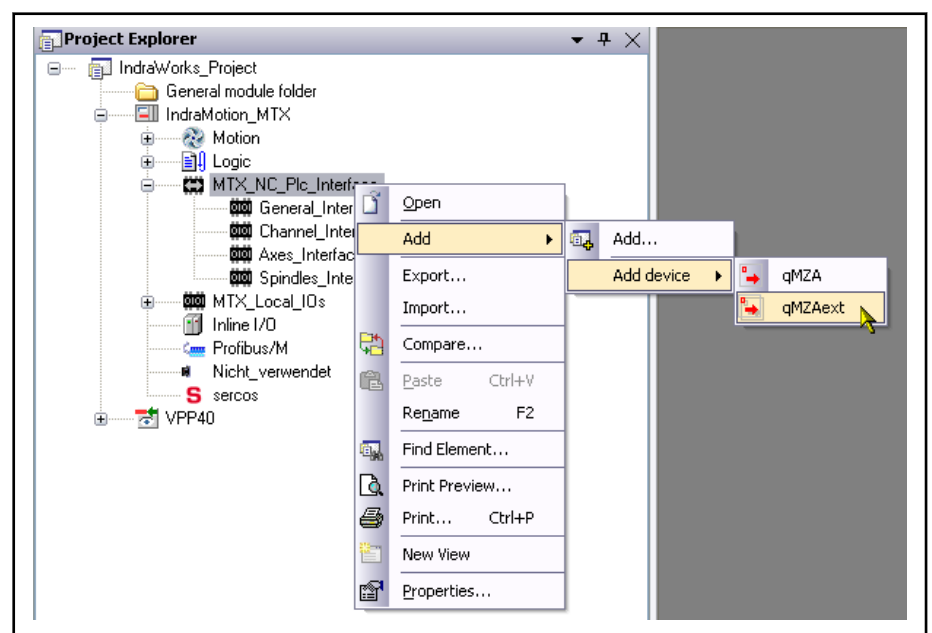 Project Explorer
IndraWorks_Project
General module folder
IndraMotion_MTX
Motion
Logic
MTX_NC_Plc_Interface
General_Inter
Channel_Inter
Axes_Interfac
Spindles_Inte
MTX_Local_IOs
Inline I/O
Profibus/M
Nicht_verwendet
S sercos
VPP40
Open
Add
Export...
Import...
Compare...
Paste Ctrl+V
Rename F2
Find Element...
Print Preview...
Print... Ctrl+P
New View
Properties...
Add...
Add device
qMZA
qMZAext